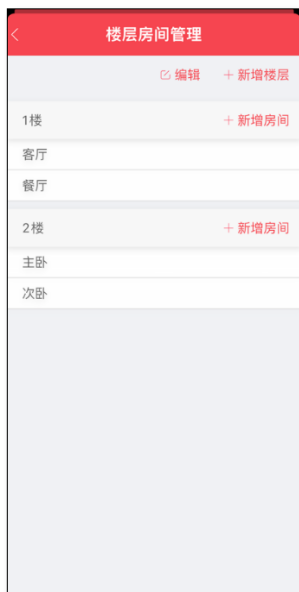 楼层房间管理
编辑 + 新增楼层
1楼 + 新增房间
客厅
餐厅
2楼 + 新增房间
主卧
次卧